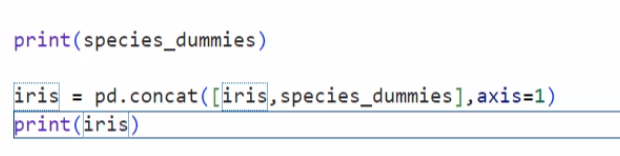 print(species_dummies)
iris = pd.concat([iris,species_dummies],axis=1)
print(iris)